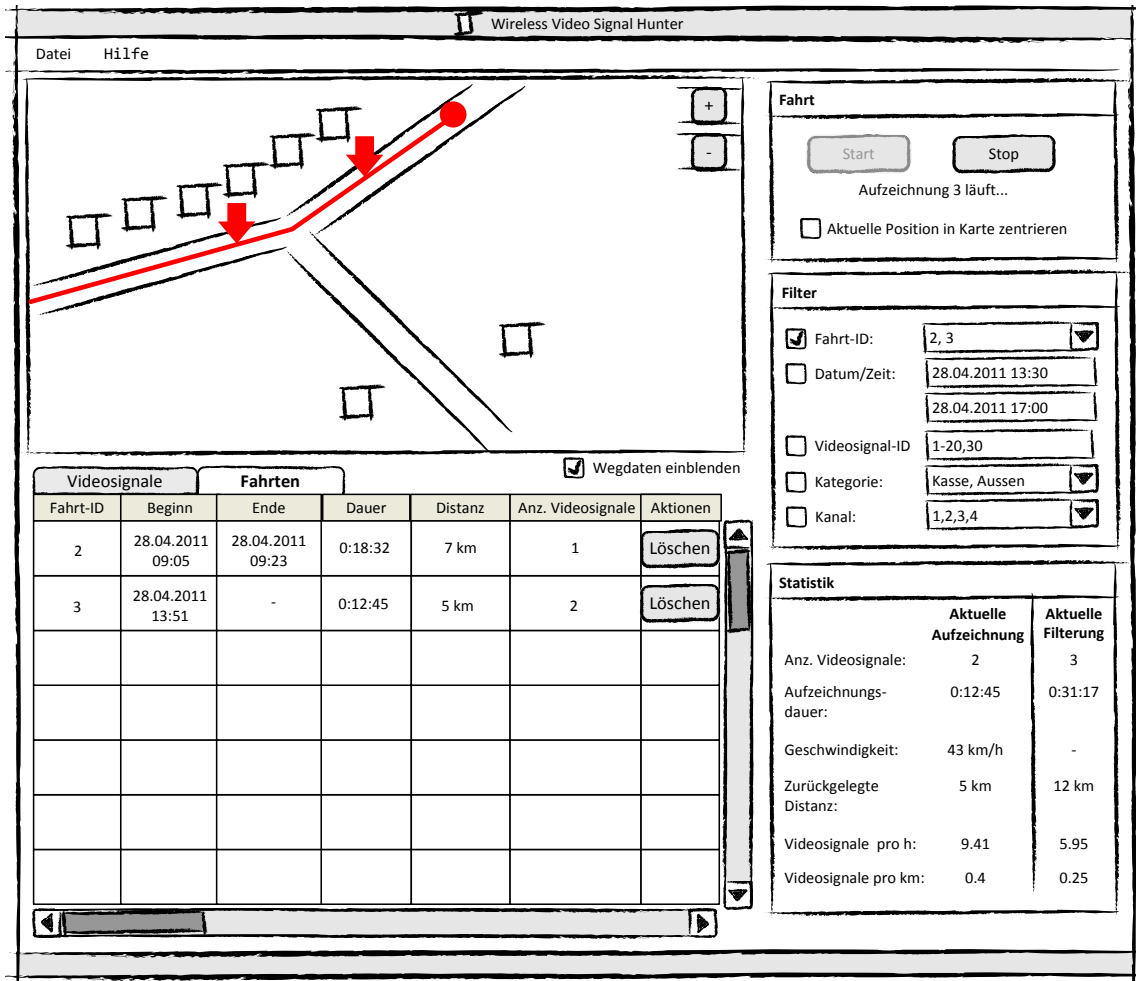 Wireless Video Signal Hunter
Datei Hilfe
+
-
Fahrt
Start Stop
Aufzeichnung 3 läuft...
Aktuelle Position in Karte zentrieren
Filter
Fahrt-ID: 2, 3
Datum/Zeit: 28.04.2011 13:30
28.04.2011 17:00
Videosignal-ID 1-20,30
Kategorie: Kasse, Aussen
Kanal: 1,2,3,4
Wegdaten einblenden
Videosignale Fahrten
Fahrt-ID Beginn Ende Dauer Distanz Anz. Videosignale Aktionen
2 28.04.2011 28.04.2011 0:18:32 7 km 1 Löschen
09:05 09:23
3 28.04.2011 - 0:12:45 5 km 2 Löschen
13:51
Statistik
Aktuelle Aktuelle
Aufzeichnung Filterung
Anz. Videosignale: 2 3
Aufzeichnungs- 0:12:45 0:31:17
dauer:
Geschwindigkeit: 43 km/h -
Zurückgelegte 5 km 12 km
Distanz:
Videosignale pro h: 9.41 5.95
Videosignale pro km: 0.4 0.25